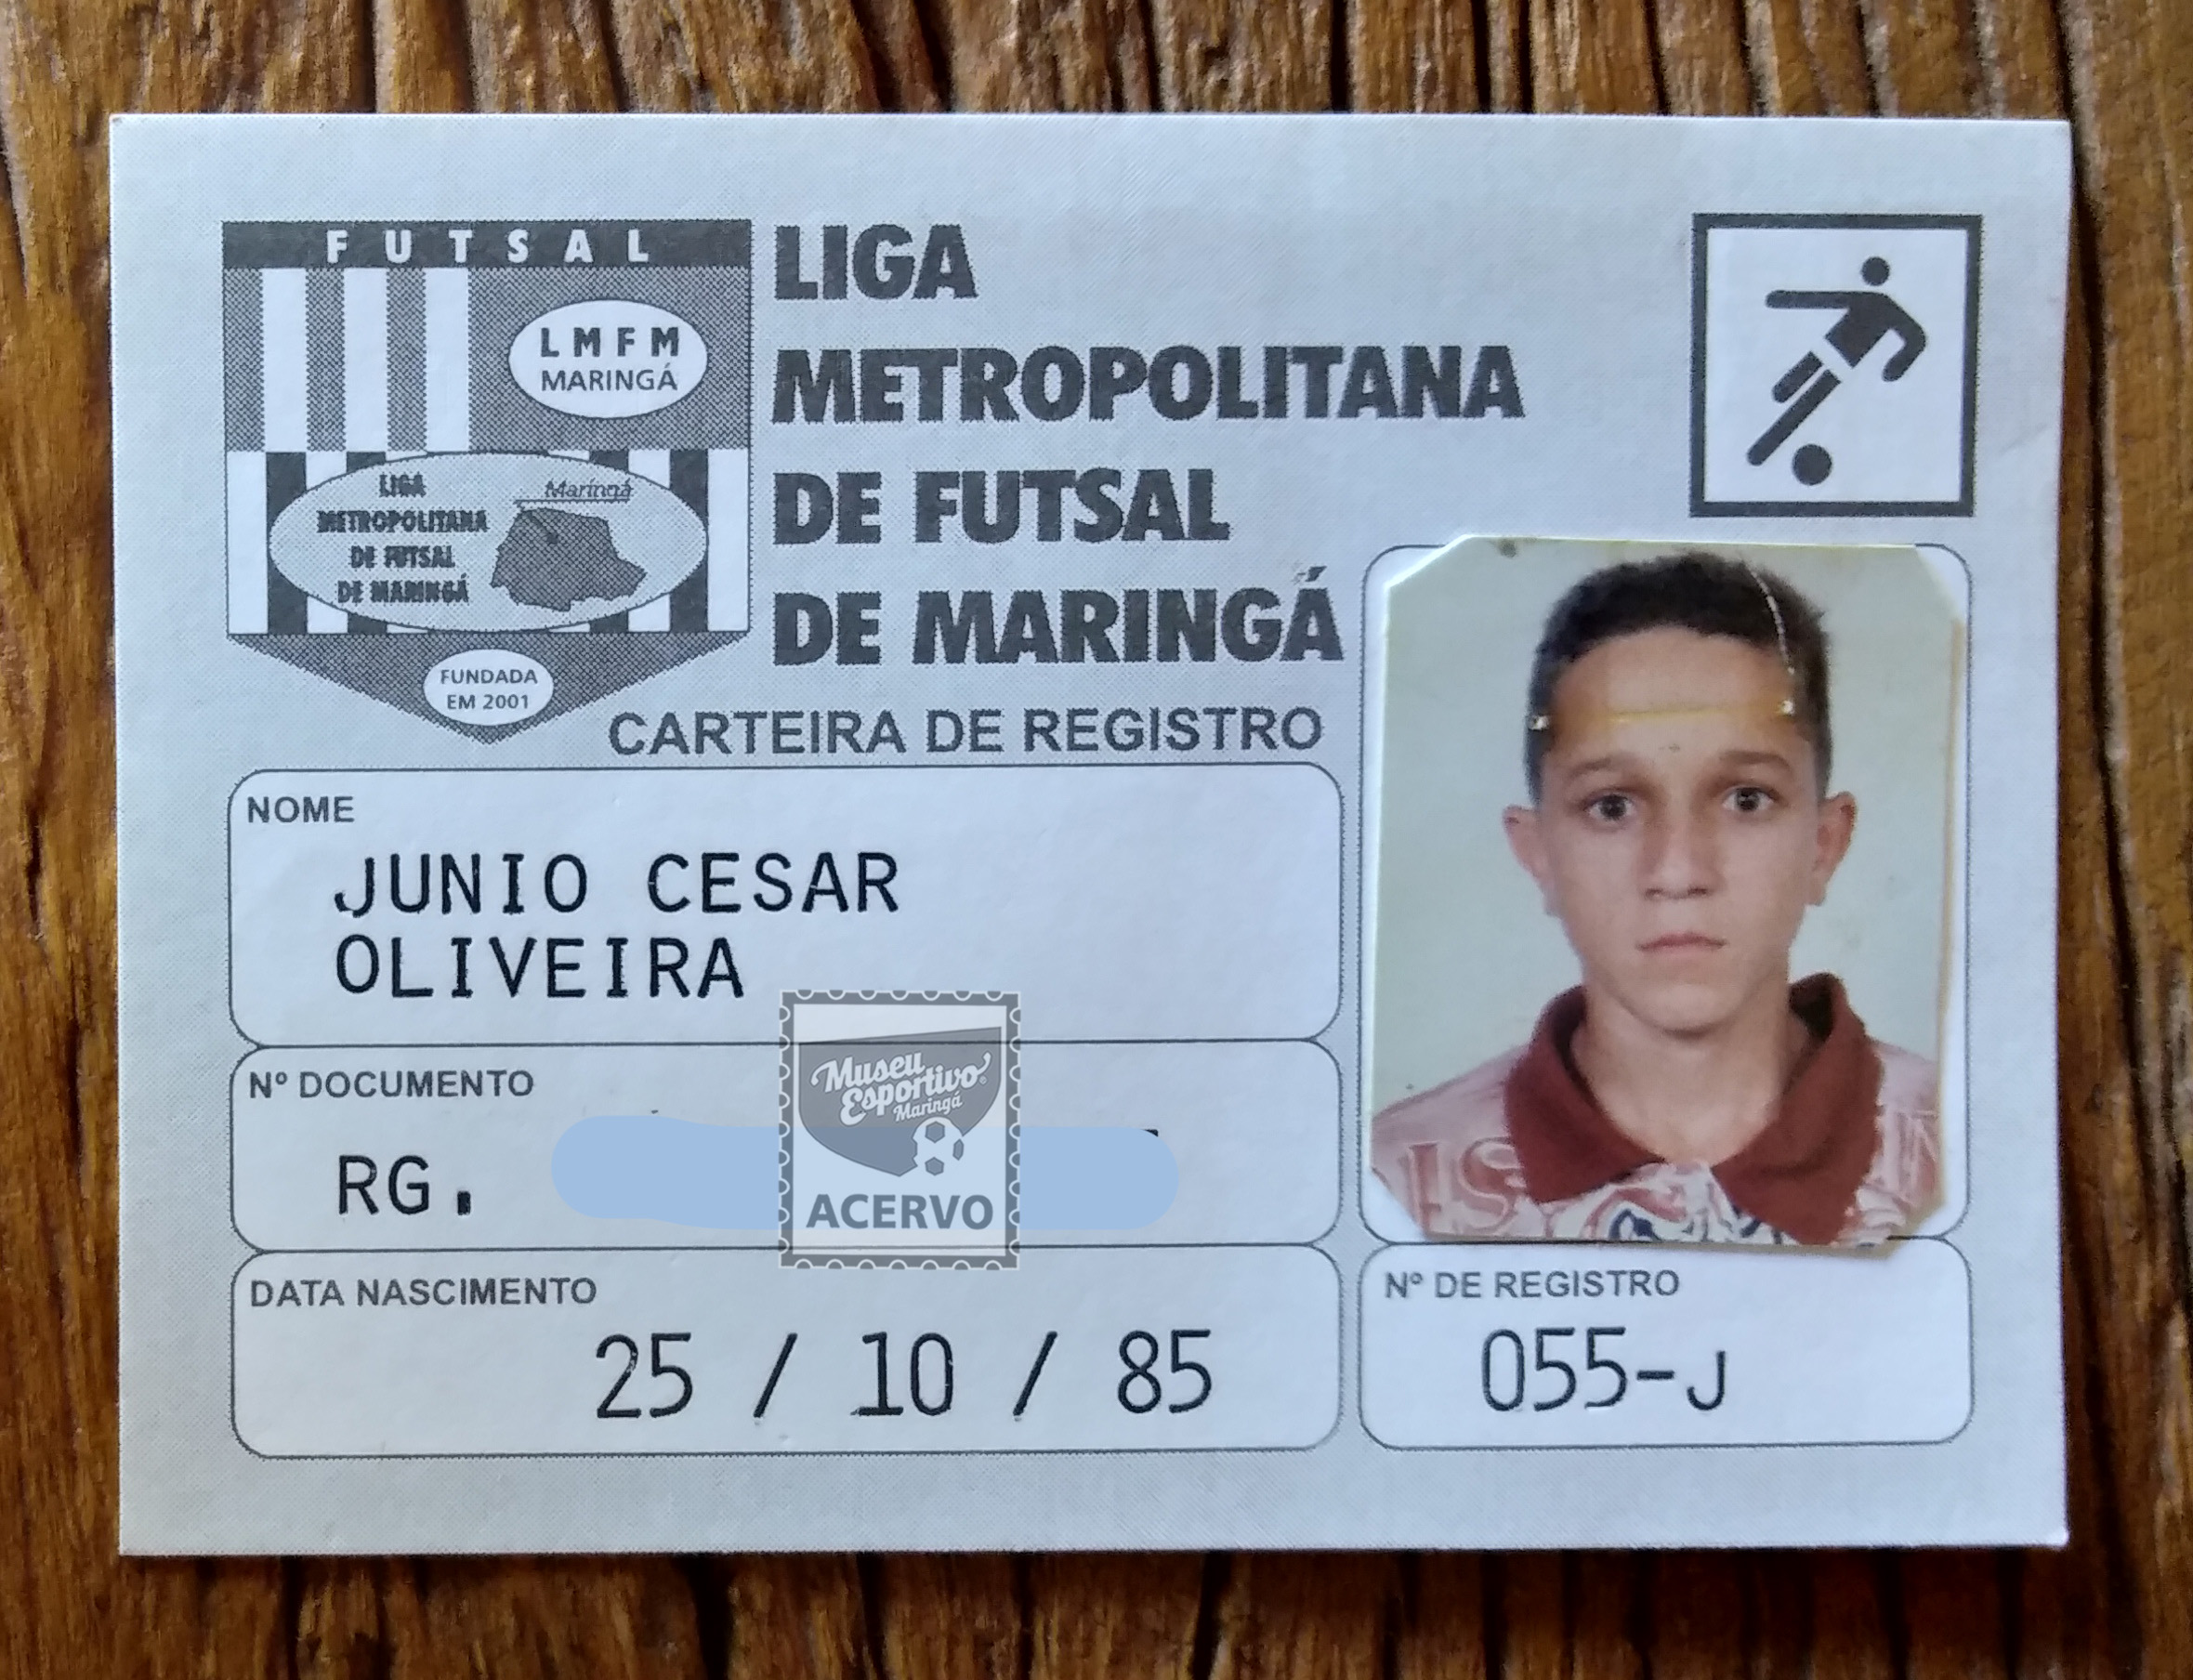 FUTSAL
LMFM
MARINGÁ
LIGA
METROPOLITANA
DE FUTSAL
DE MARINGÁ
Maringá
FUNDADA
EM 2001
LIGA
METROPOLITANA
DE FUTSAL
DE MARINGÁ
CARTEIRA DE REGISTRO
NOME
JUNIO CESAR
OLIVEIRA
Nº DOCUMENTO
RG.
Museu
Esportivo
Maringá
ACERVO
DATA NASCIMENTO
25 / 10 / 85
Nº DE REGISTRO
055-J